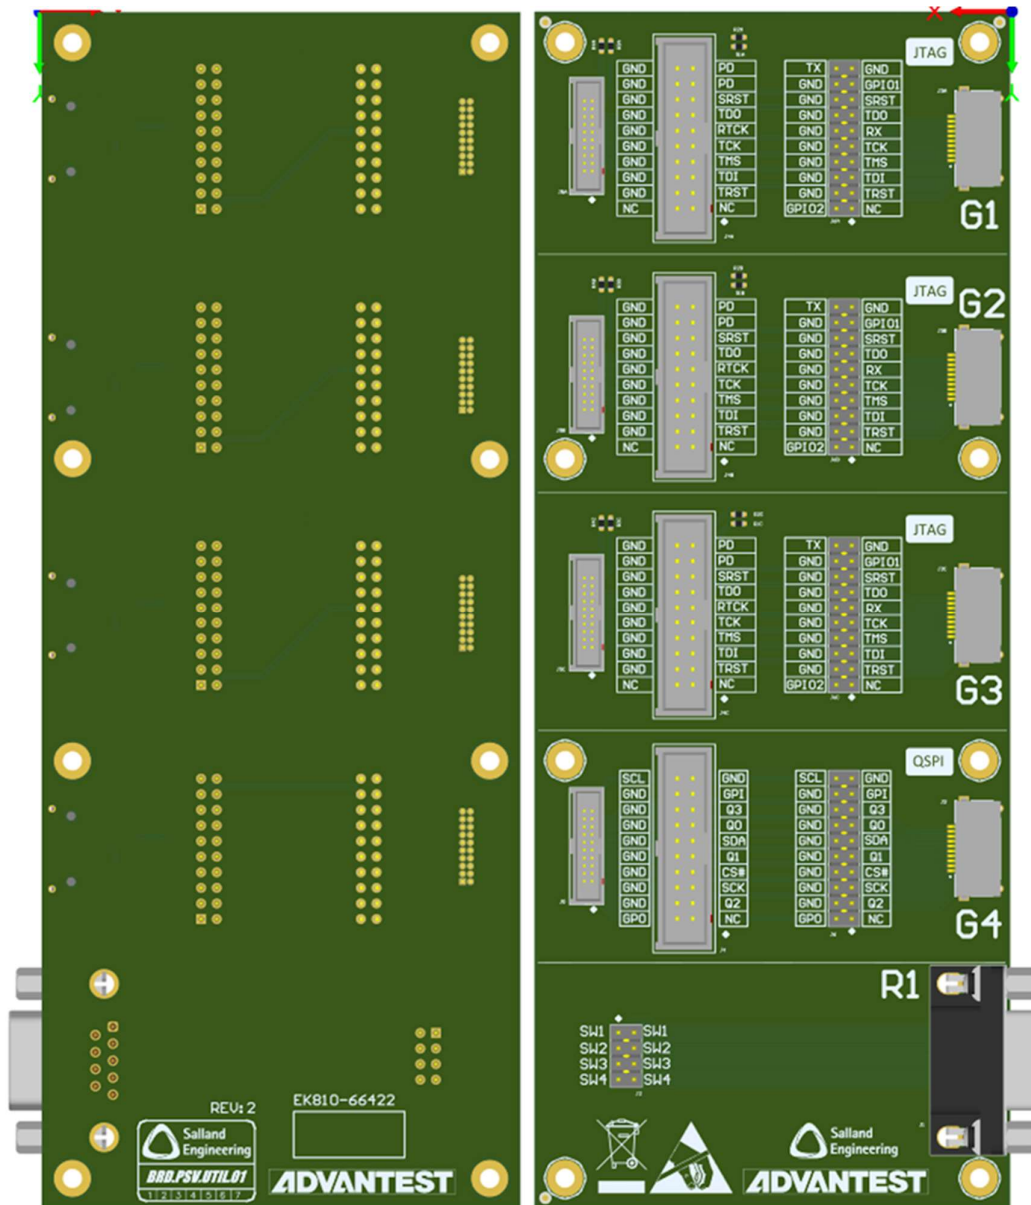 REV: 2
EK810-66422
Salland
Engineering
BRD.PSV.UTIL.01
1 2 3 4 5 6 7
ADVANTEST
X
JTAG
GND PD TX GND
GND PD GND GPIO1
GND SRST GND SRST
GND TDO GND TDO
GND RTCK GND RX
GND TCK GND TCK
GND TMS GND TMS
GND TDI GND TDI
GND TRST GND TRST
NC NC GPIO2 NC
G1
JTAG
G2
GND PD TX GND
GND PD GND GPIO1
GND SRST GND SRST
GND TDO GND TDO
GND RTCK GND RX
GND TCK GND TCK
GND TMS GND TMS
GND TDI GND TDI
GND TRST GND TRST
NC NC GPIO2 NC
JTAG
GND PD TX GND
GND PD GND GPIO1
GND SRST GND SRST
GND TDO GND TDO
GND RTCK GND RX
GND TCK GND TCK
GND TMS GND TMS
GND TDI GND TDI
GND TRST GND TRST
NC NC GPIO2 NC
G3
QSPI
SCL GND SCL GND
GND GPI GND GPI
GND Q3 GND Q3
GND Q0 GND Q0
GND SDA GND SDA
GND Q1 GND Q1
GND CS# GND CS#
GND SCK GND SCK
GND Q2 GND Q2
GPO NC GPO NC
G4
R1
SW1 SW1
SW2 SW2
SW3 SW3
SW4 SW4
Salland
Engineering
ADVANTEST